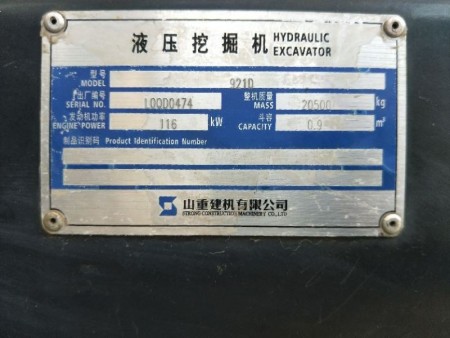 液压挖掘机 HYDRAULIC EXCAVATOR
型号 MODEL 9210
出厂编号 SERIAL NO. 10000474 整机质量 MASS 20500 kg
发动机功率 ENGINE POWER 116 kW 斗容 CAPACITY 0.9 m³
制品识别码 Product Identification Number
山重建机有限公司
STRONG CONSTRUCTION MACHINERY CO.,LTD